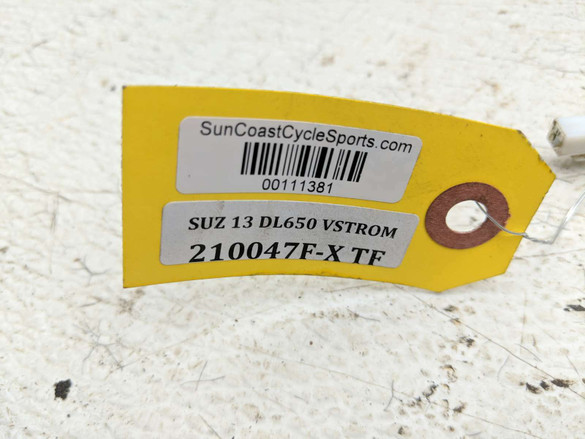 SunCoastCycleSports.com
00111381
SUZ 13 DL650 VSTROM
210047F-X TF